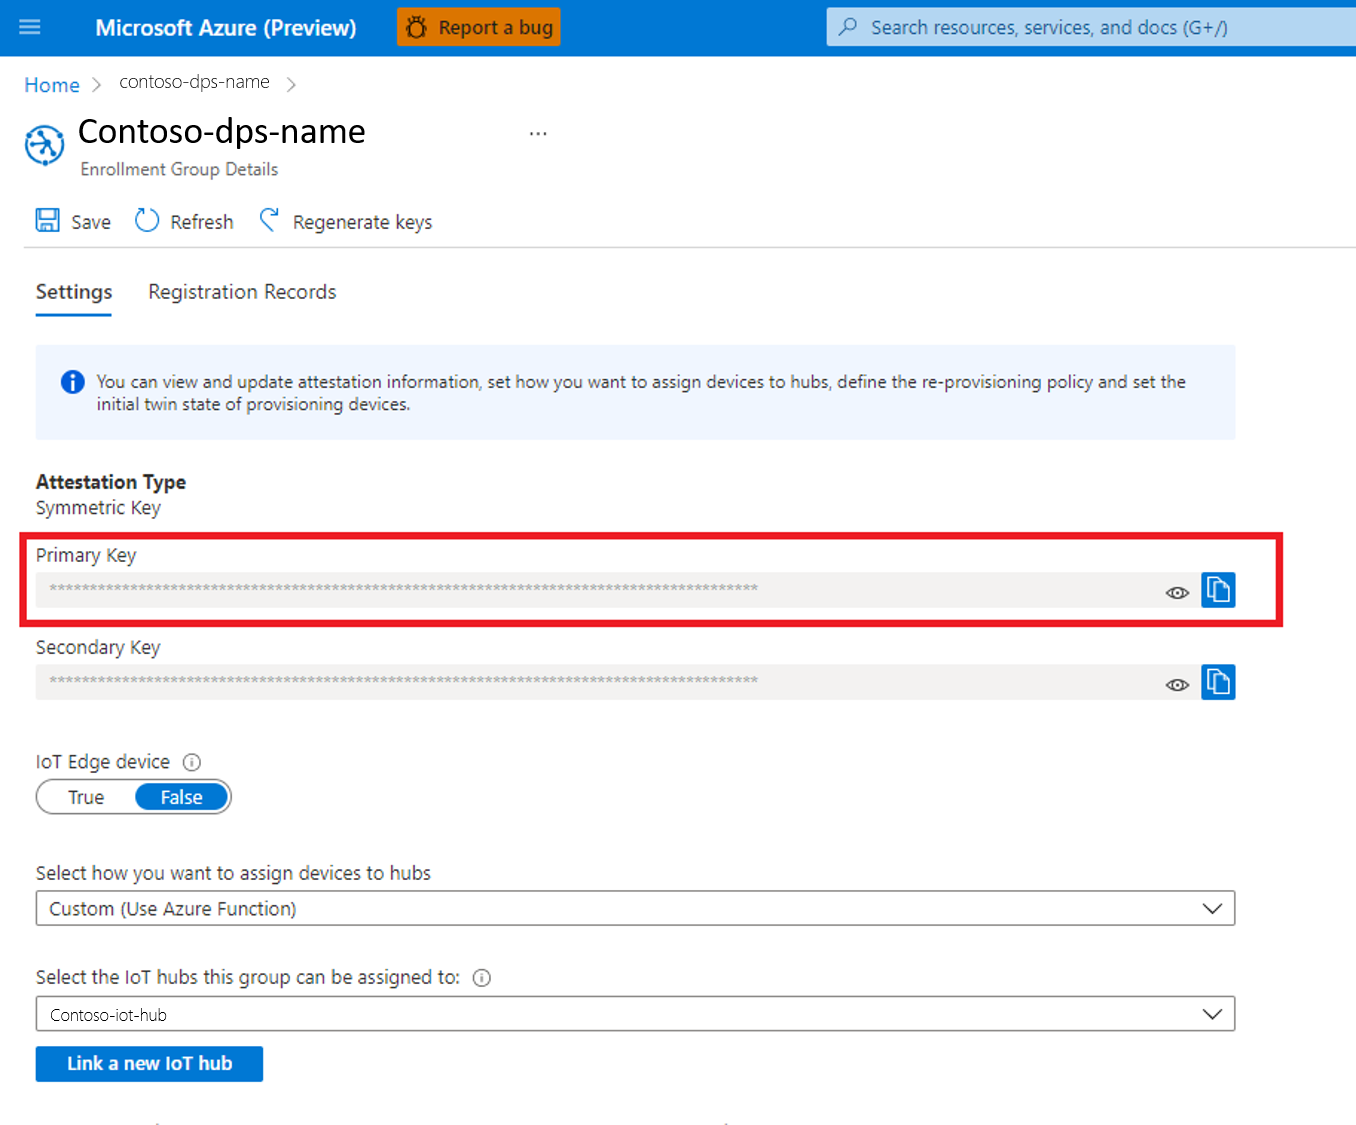 Microsoft Azure (Preview)
Report a bug
Search resources, services, and docs (G+/)
Home > contoso-dps-name >
Contoso-dps-name
...
Enrollment Group Details
Save
Refresh
Regenerate keys
Settings
Registration Records
You can view and update attestation information, set how you want to assign devices to hubs, define the re-provisioning policy and set the
initial twin state of provisioning devices.
Attestation Type
Symmetric Key
Primary Key
****************************************************************************************
Secondary Key
****************************************************************************************
IoT Edge device
True
False
Select how you want to assign devices to hubs
Custom (Use Azure Function)
Select the IoT hubs this group can be assigned to:
Contoso-iot-hub
Link a new IoT hub